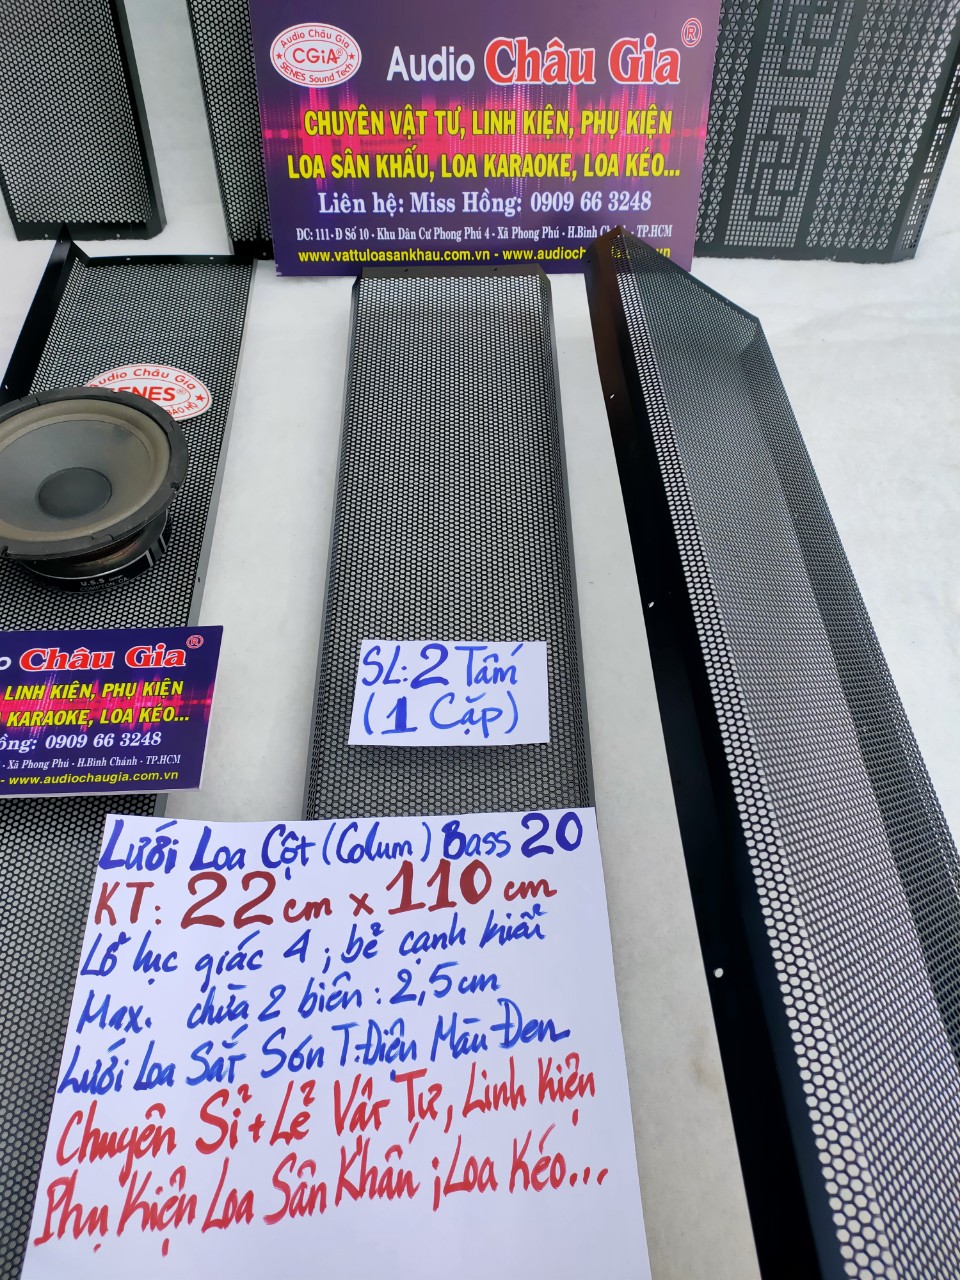 Audio Châu Gia
CGiA®
SENES Sound Tech
Audio Châu Gia®
CHUYÊN VẬT TƯ, LINH KIỆN, PHỤ KIỆN
LOA SÂN KHẤU, LOA KARAOKE, LOA KÉO...
Liên hệ: Miss Hồng: 0909 66 3248
ĐC: 111 - Đ Số 10 - Khu Dân Cư Phong Phú 4 - Xã Phong Phú - H.Bình Chánh - TP.HCM
www.vattuloasankhau.com.vn - www.audioch
Audio Châu Gia
SENES®
BẢO HỘ
U.S.S
Châu Gia®
LINH KIỆN, PHỤ KIỆN
KARAOKE, LOA KÉO...
ồng: 0909 66 3248
- Xã Phong Phú - H.Bình Chánh - TP.HCM
- www.audiochaugia.com.vn
SL: 2 Tấm
(1 Cặp)
Lưới Loa Cột (Colum) Bass 20
KT: 22 cm x 110 cm
Lỗ lục giác 4; bẻ cạnh kiểu
Max. chừa 2 biên: 2,5 cm
Lưới Loa Sắt Sơn T.Điện Màu Đen
Chuyên Sỉ + Lẻ Vật Tư, Linh Kiện
Phụ Kiện Loa Sân Khấu; Loa Kéo...